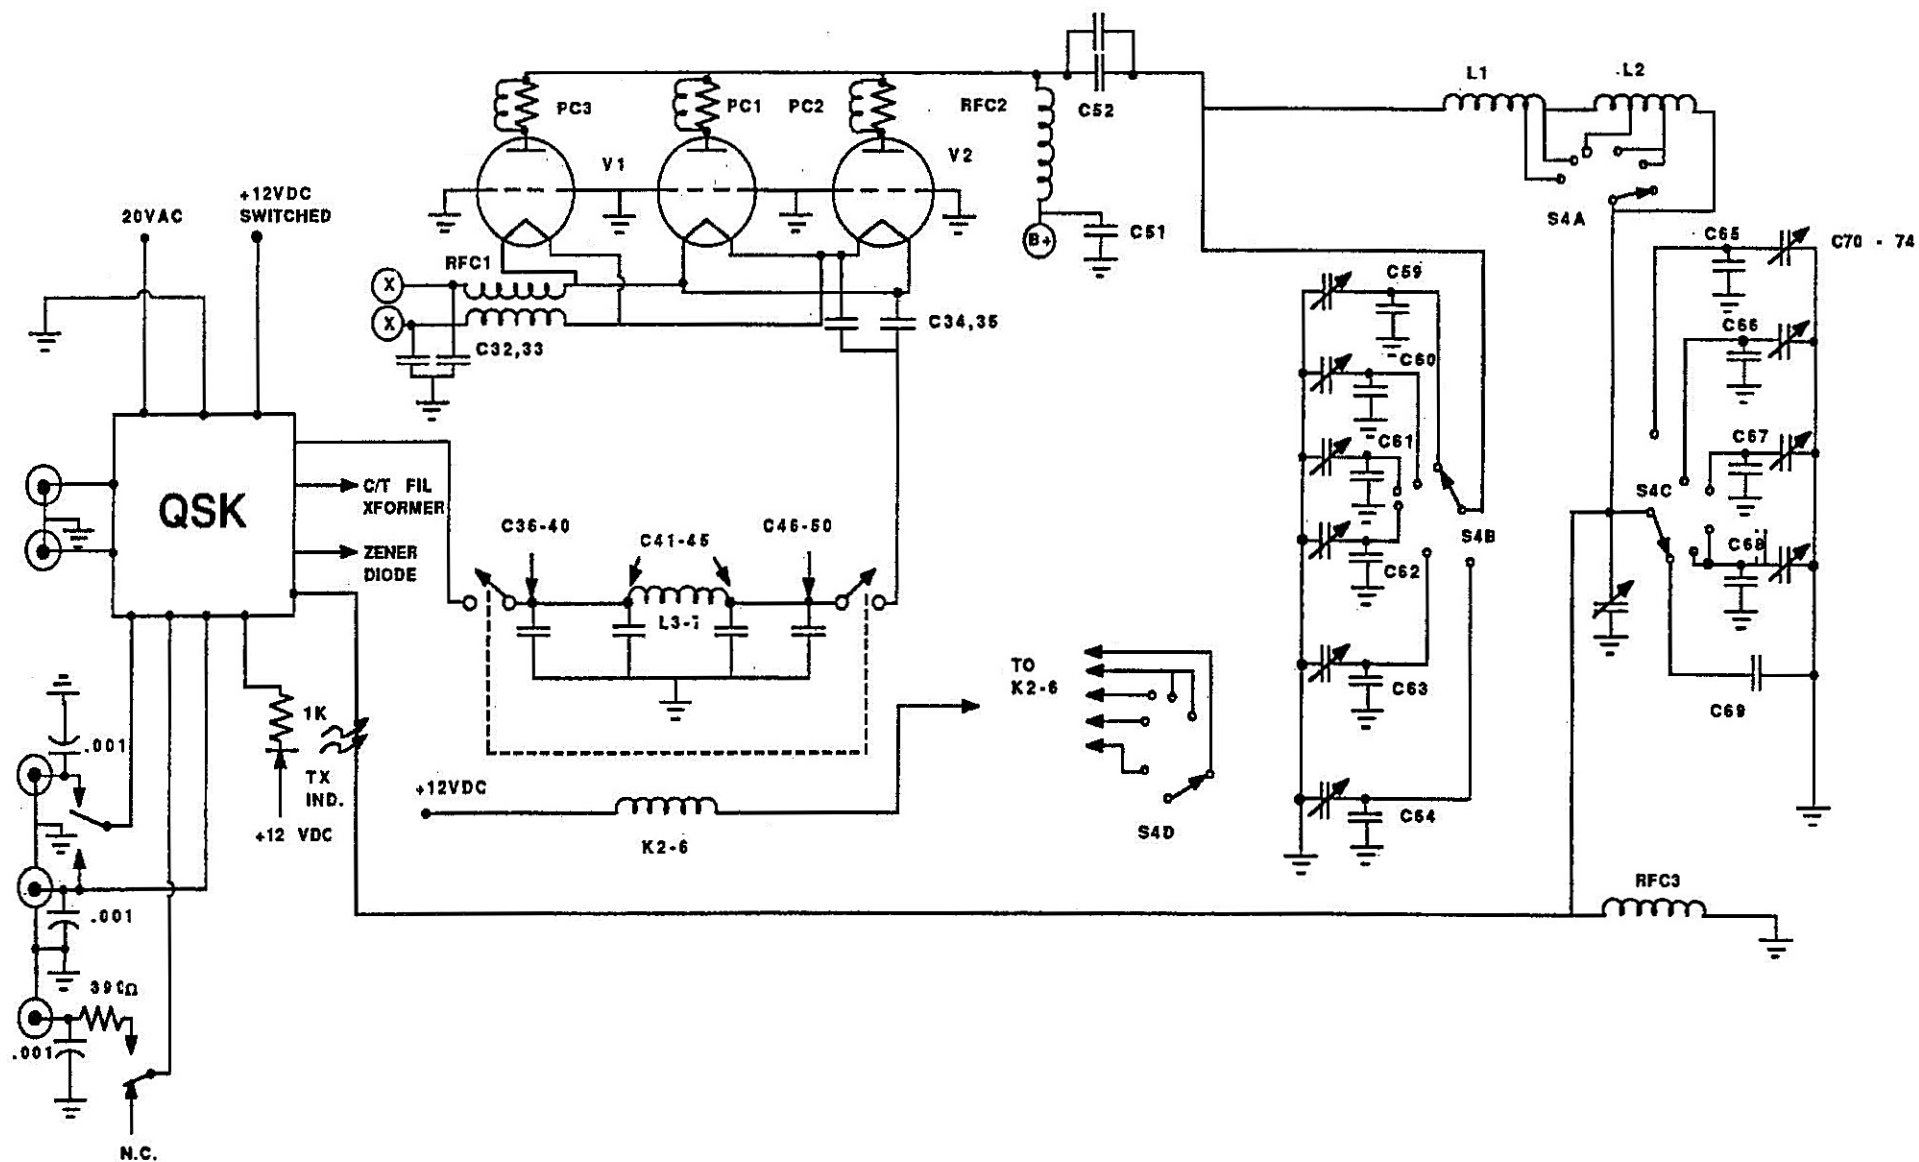 L1
L2
C52
PC3
PC1
PC2
RFC2
V1
V2
S4A
20VAC
+12VDC
SWITCHED
B+
C51
C65
C70 - 74
RFC1
X
X
C59
C34,35
C32,33
C66
C60
C61
C67
QSK
C/T FIL
XFORMER
C36-40
C41-45
C46-50
S4B
S4C
ZENER
DIODE
C62
C68
L3-7
TO
K2-6
C63
C69
1K
.001
TX
IND.
+12VDC
+12 VDC
K2-6
S4D
C64
RFC3
.001
390Ω
.001
N.C.